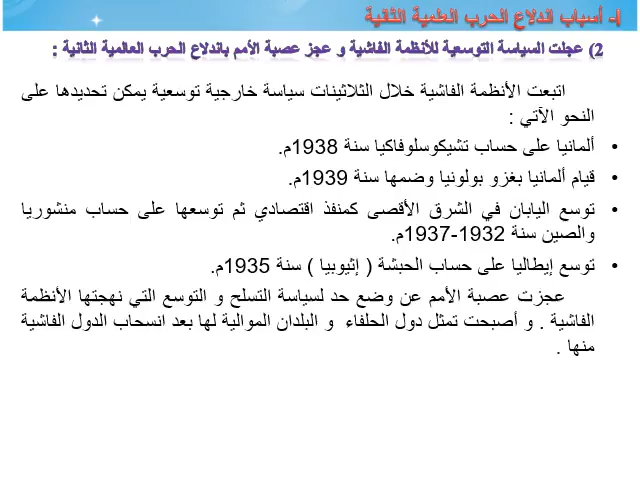 I- أسباب اندلاع الحرب العلمية الثانية
2) عجلت السياسة التوسعية للأنظمة الفاشية و عجز عصبة الأمم باندلاع الحرب العالمية الثانية :
اتبعت الأنظمة الفاشية خلال الثلاثينات سياسة خارجية توسعية يمكن تحديدها على
النحو الآتي :
• ألمانيا على حساب تشيكوسلوفاكيا سنة 1938م.
• قيام ألمانيا بغزو بولونيا وضمها سنة 1939م.
• توسع اليابان في الشرق الأقصى كمنفذ اقتصادي ثم توسعها على حساب منشوريا
والصين سنة 1932-1937م.
• توسع إيطاليا على حساب الحبشة ( إثيوبيا ) سنة 1935م.
عجزت عصبة الأمم عن وضع حد لسياسة التسلح و التوسع التي نهجتها الأنظمة
الفاشية . و أصبحت تمثل دول الحلفاء و البلدان الموالية لها بعد انسحاب الدول الفاشية
منها .